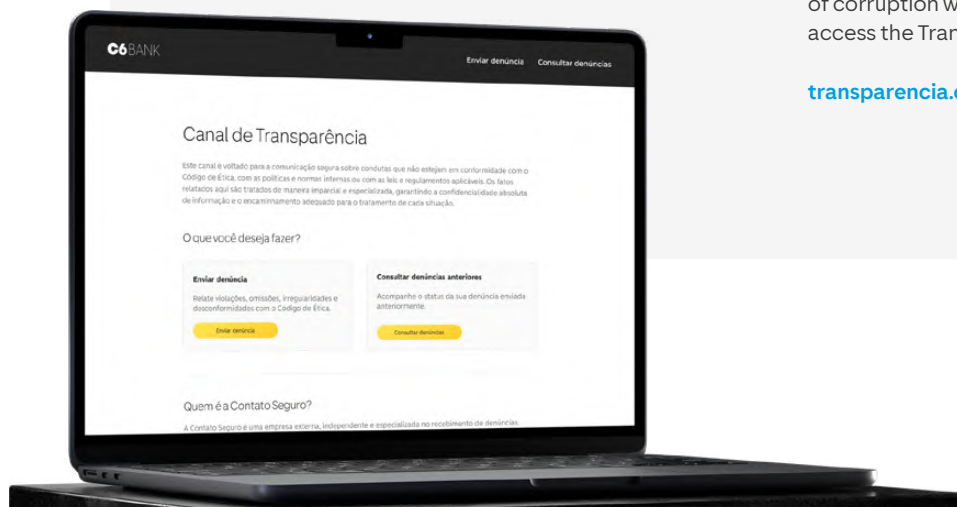 of corruption w
access the Tran
transparencia.
C6BANK
Enviar denúncia Consultar denúncias
Canal de Transparência
Este canal é voltado para a comunicação segura sobre condutas que não estejam em conformidade com o
Código de Ética, com as políticas e normas internas ou com as leis e regulamentos aplicáveis. Os fatos
relatados aqui são tratados de maneira imparcial e especializada, garantindo a confidencialidade absoluta
de informação e o encaminhamento adequado para o tratamento de cada situação.
O que você deseja fazer?
Enviar denúncia
Relate violações, omissões, irregularidades e
desconformidades com o Código de Ética.
Enviar denúncia
Consultar denúncias anteriores
Acompanhe o status da sua denúncia enviada
anteriormente.
Consultar denúncias
Quem é a Contato Seguro?
A Contato Seguro é uma empresa externa, independente e especializada no recebimento de denúncias.